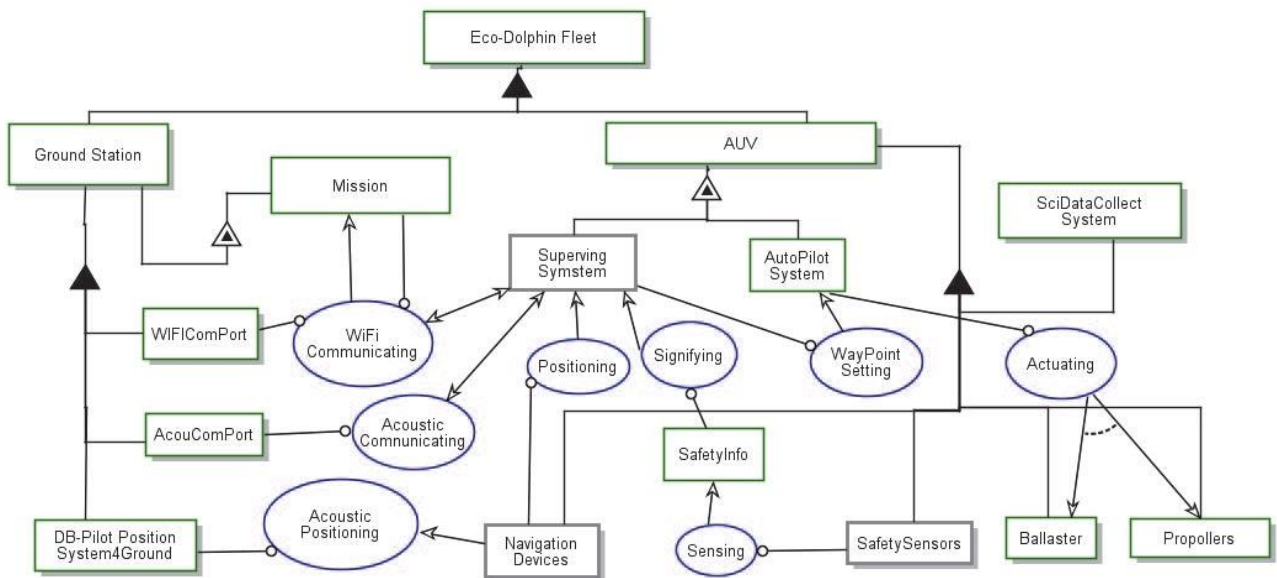 Eco-Dolphin Fleet
Ground Station
AUV
Mission
SciDataCollect
System
Superving
Symstem
AutoPilot
System
WIFIComPort
WiFi
Communicating
Positioning
Signifying
WayPoint
Setting
Actuating
AcouComPort
Acoustic
Comnunicating
SafetyInfo
Acoustic
Positioning
DB-Pilot Position
System4Ground
Navigation
Devices
Sensing
SafetySensors
Ballaster
Propollers